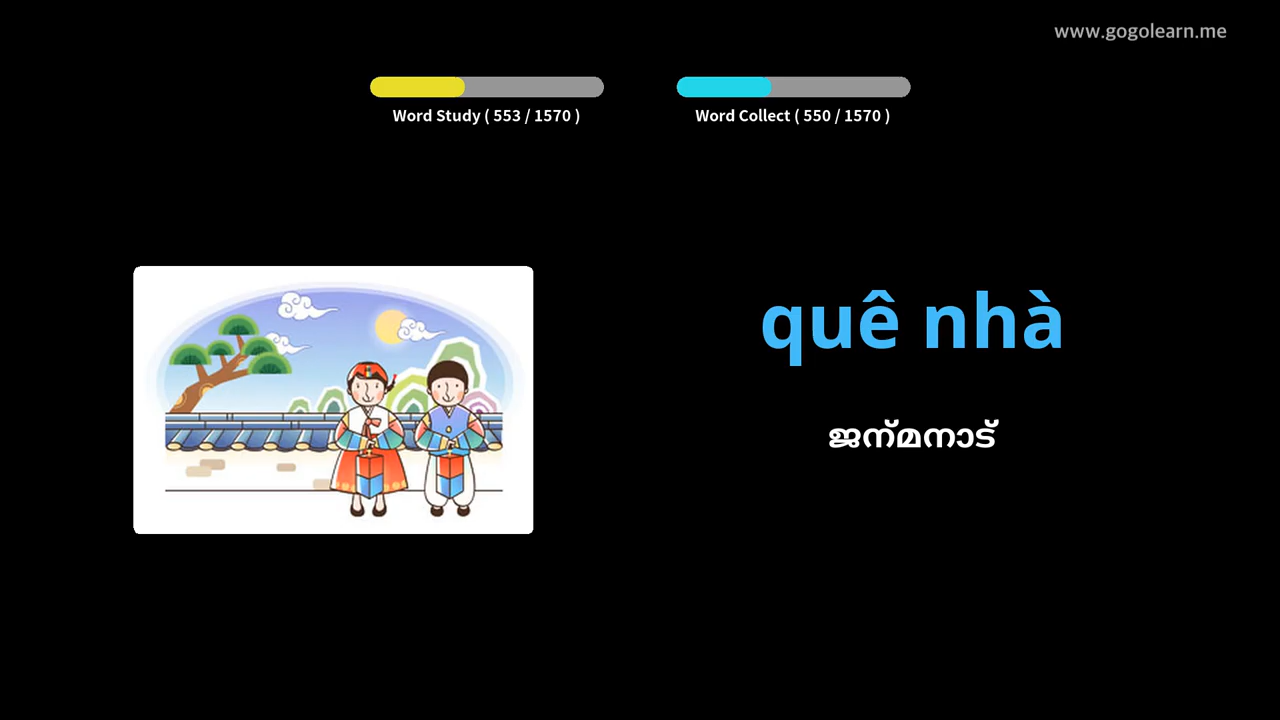 www.gogolearn.me
Word Study ( 553 / 1570 )
Word Collect ( 550 / 1570 )
quê nhà
ജന്മനാട്